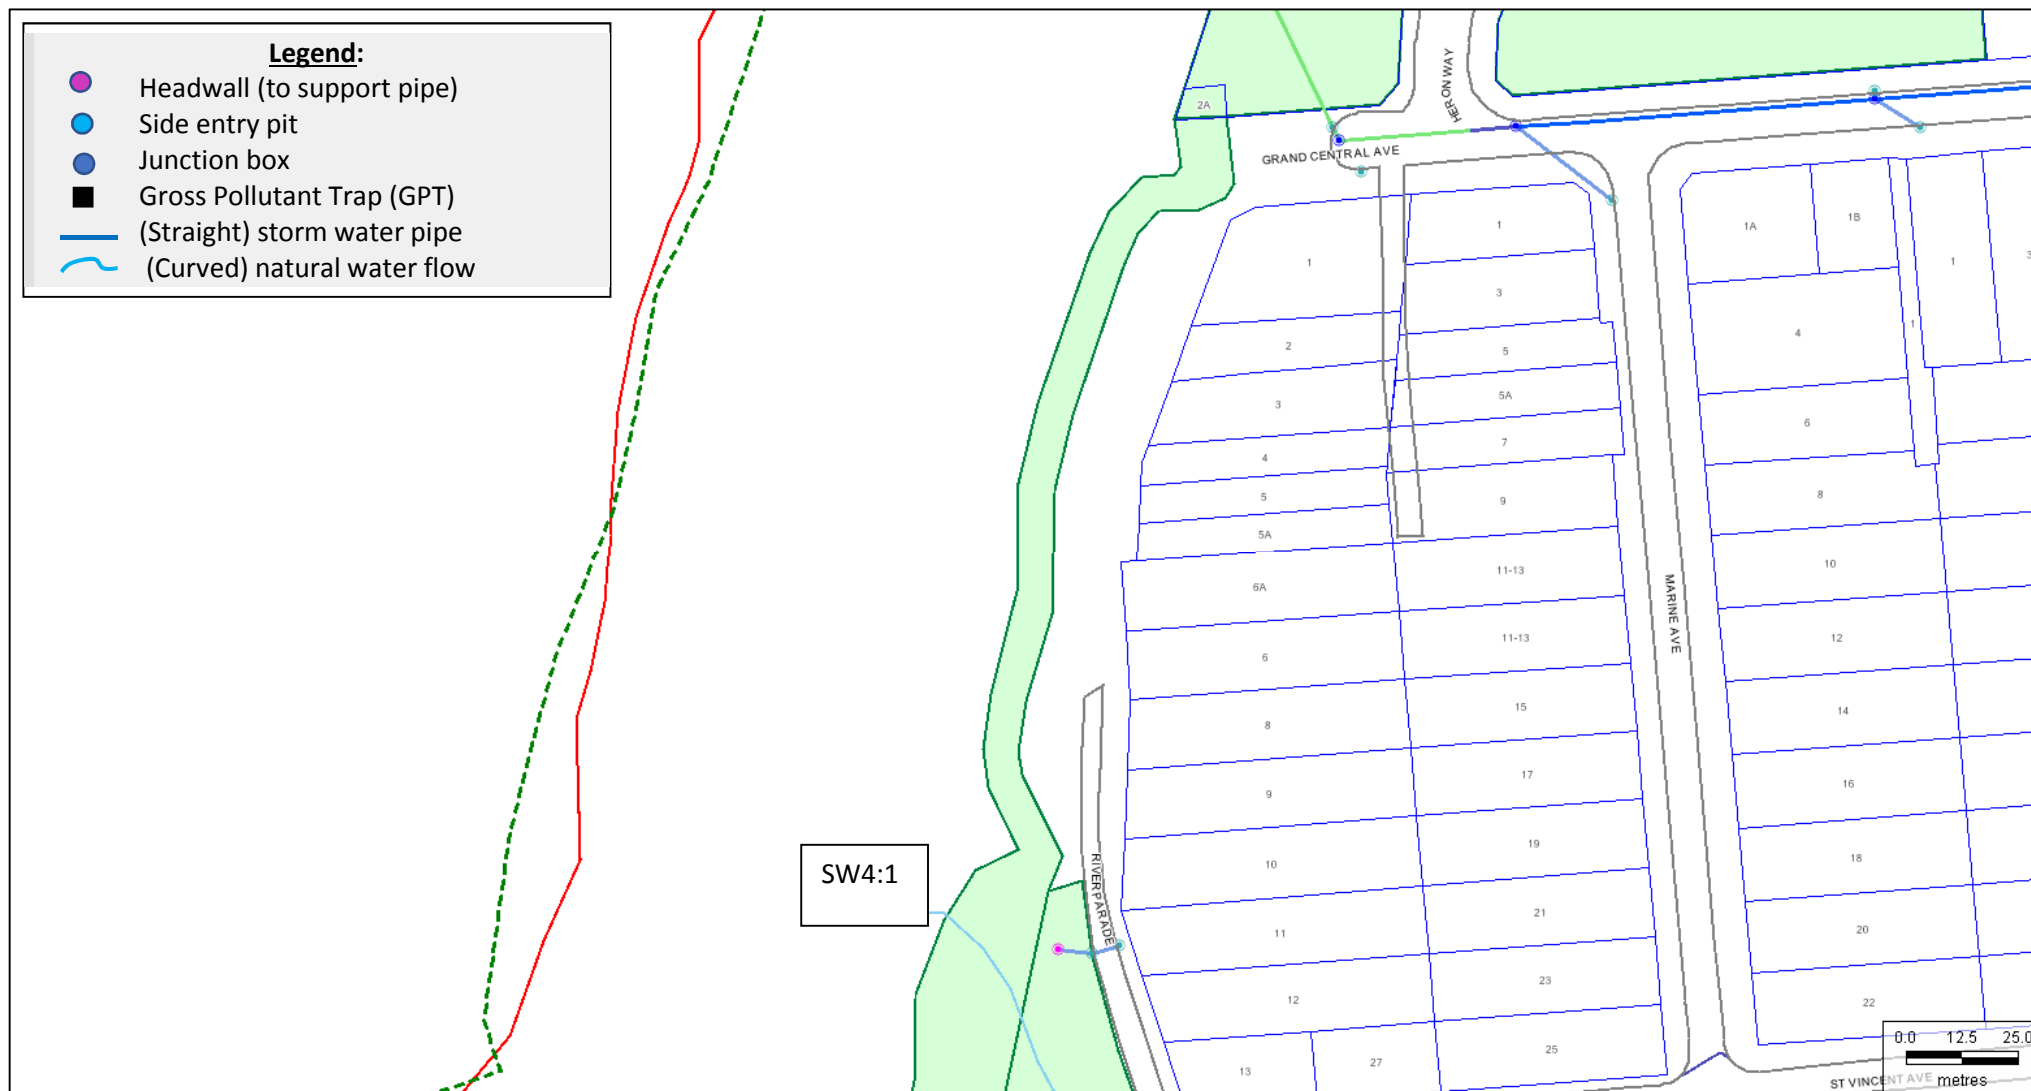 Legend:
Headwall (to support pipe)
Side entry pit
Junction box
Gross Pollutant Trap (GPT)
(Straight) storm water pipe
(Curved) natural water flow
HERON WAY
2A
GRAND CENTRAL AVE
1
1
1A
1B
1
3
3
2
5
4
1
3
5A
6
4
7
5
9
8
5A
6A
11-13
10
MARINE AVE
6
11-13
12
8
15
14
9
17
16
10
19
18
SW4:1
RIVER PARADE
11
21
20
12
23
22
13
27
25
0.0 12.5 25.0
metres
ST VINCENT AVE